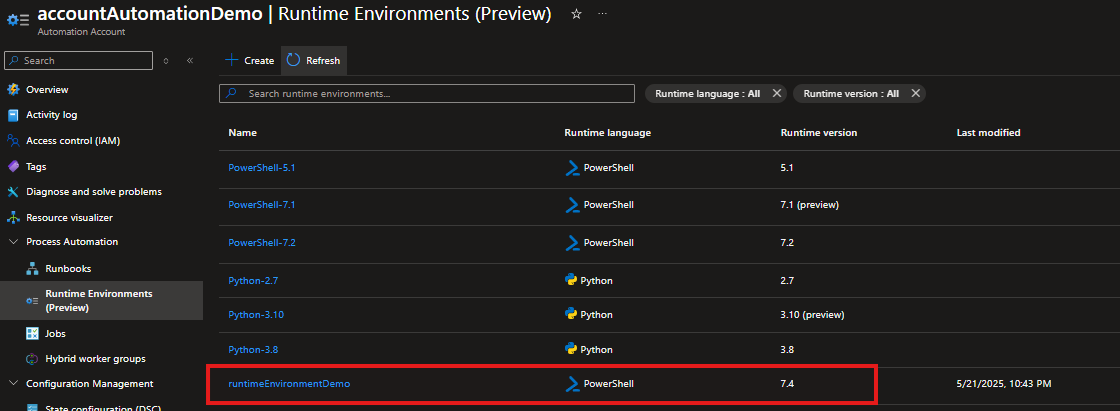 accountAutomationDemo | Runtime Environments (Preview) ☆ ...
Automation Account
Search
«
Create
Refresh
Overview
Activity log
Access control (IAM)
Tags
Diagnose and solve problems
Resource visualizer
Process Automation
Runbooks
Runtime Environments
(Preview)
Jobs
Hybrid worker groups
Configuration Management
State configuration (DSC)
Search runtime environments...
Runtime language : All ✕
Runtime version : All ✕
Name Runtime language Runtime version Last modified
PowerShell-5.1 PowerShell 5.1
PowerShell-7.1 PowerShell 7.1 (preview)
PowerShell-7.2 PowerShell 7.2
Python-2.7 Python 2.7
Python-3.10 Python 3.10 (preview)
Python-3.8 Python 3.8
runtimeEnvironmentDemo PowerShell 7.4 5/21/2025, 10:43 PM